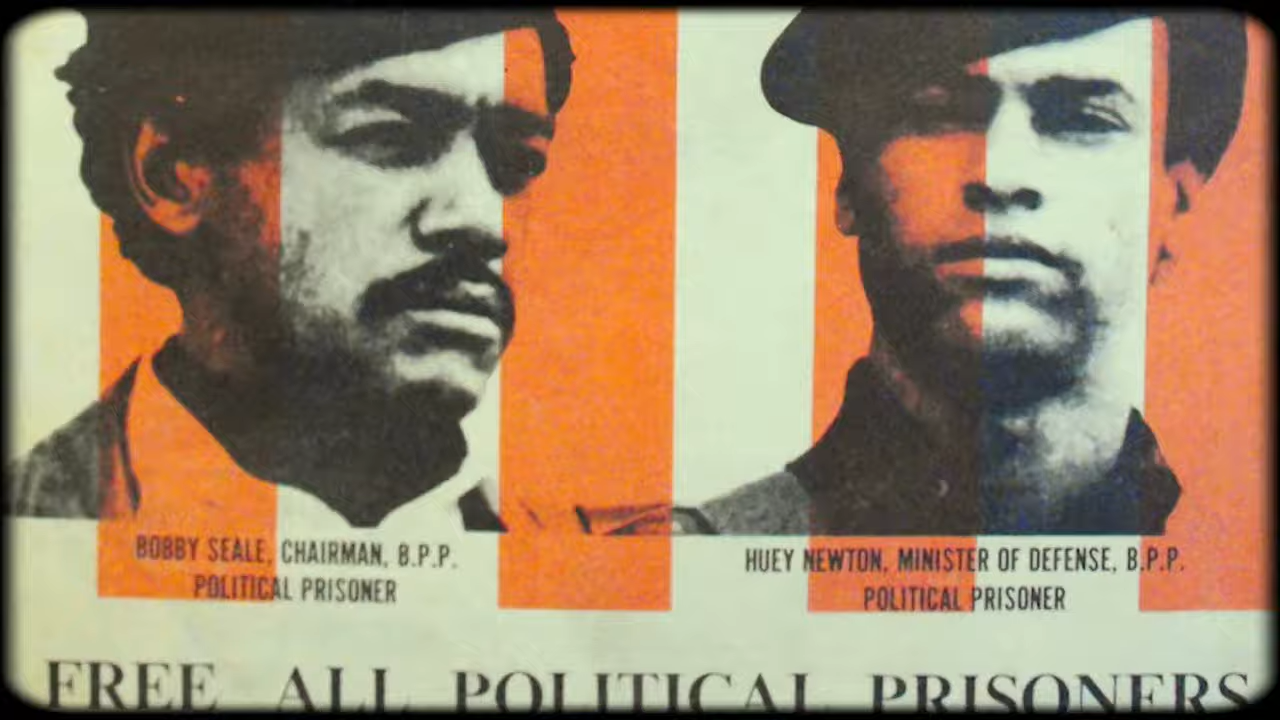 BOBBY SEALE, CHAIRMAN, B.P.P.
POLITICAL PRISONER
HUEY NEWTON, MINISTER OF DEFENSE, B.P.P.
POLITICAL PRISONER
FREE ALL POLITICAL PRISONERS